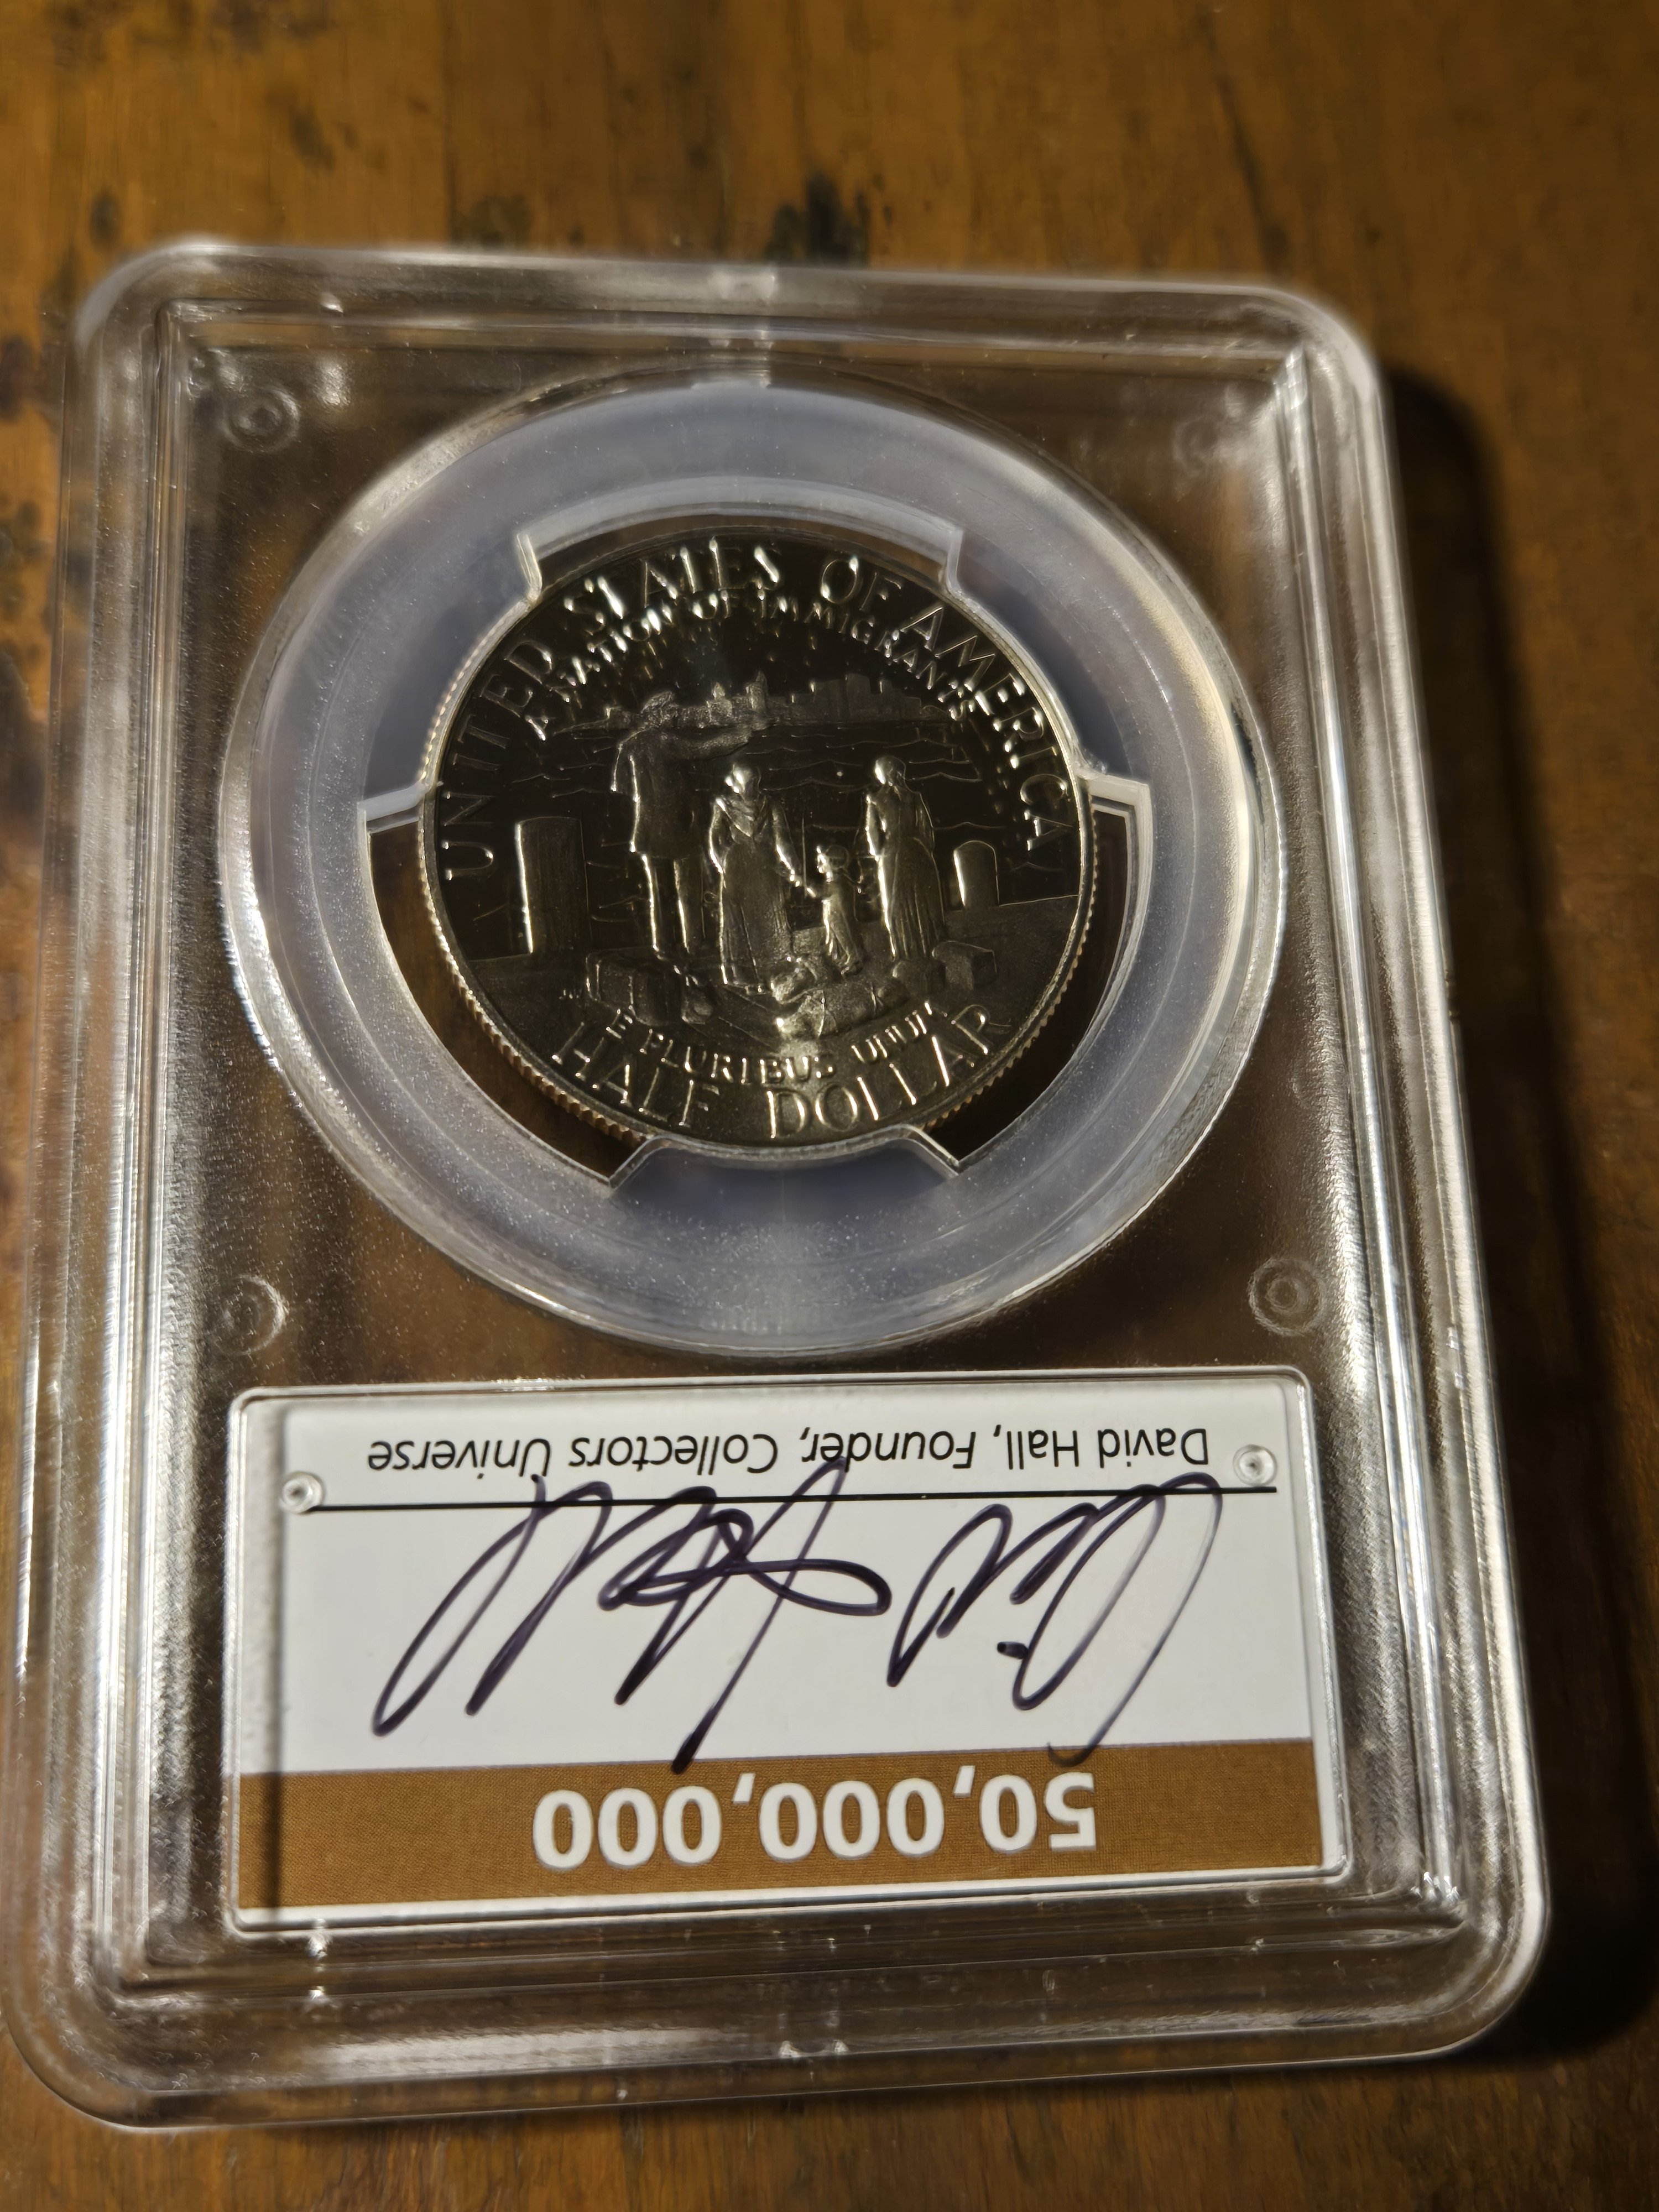 UNITED STATES OF AMERICA
A NATION OF IMMIGRANTS
E PLURIBUS UNUM
HALF DOLLAR
50,000,000
David Hall, Founder, Collectors Universe